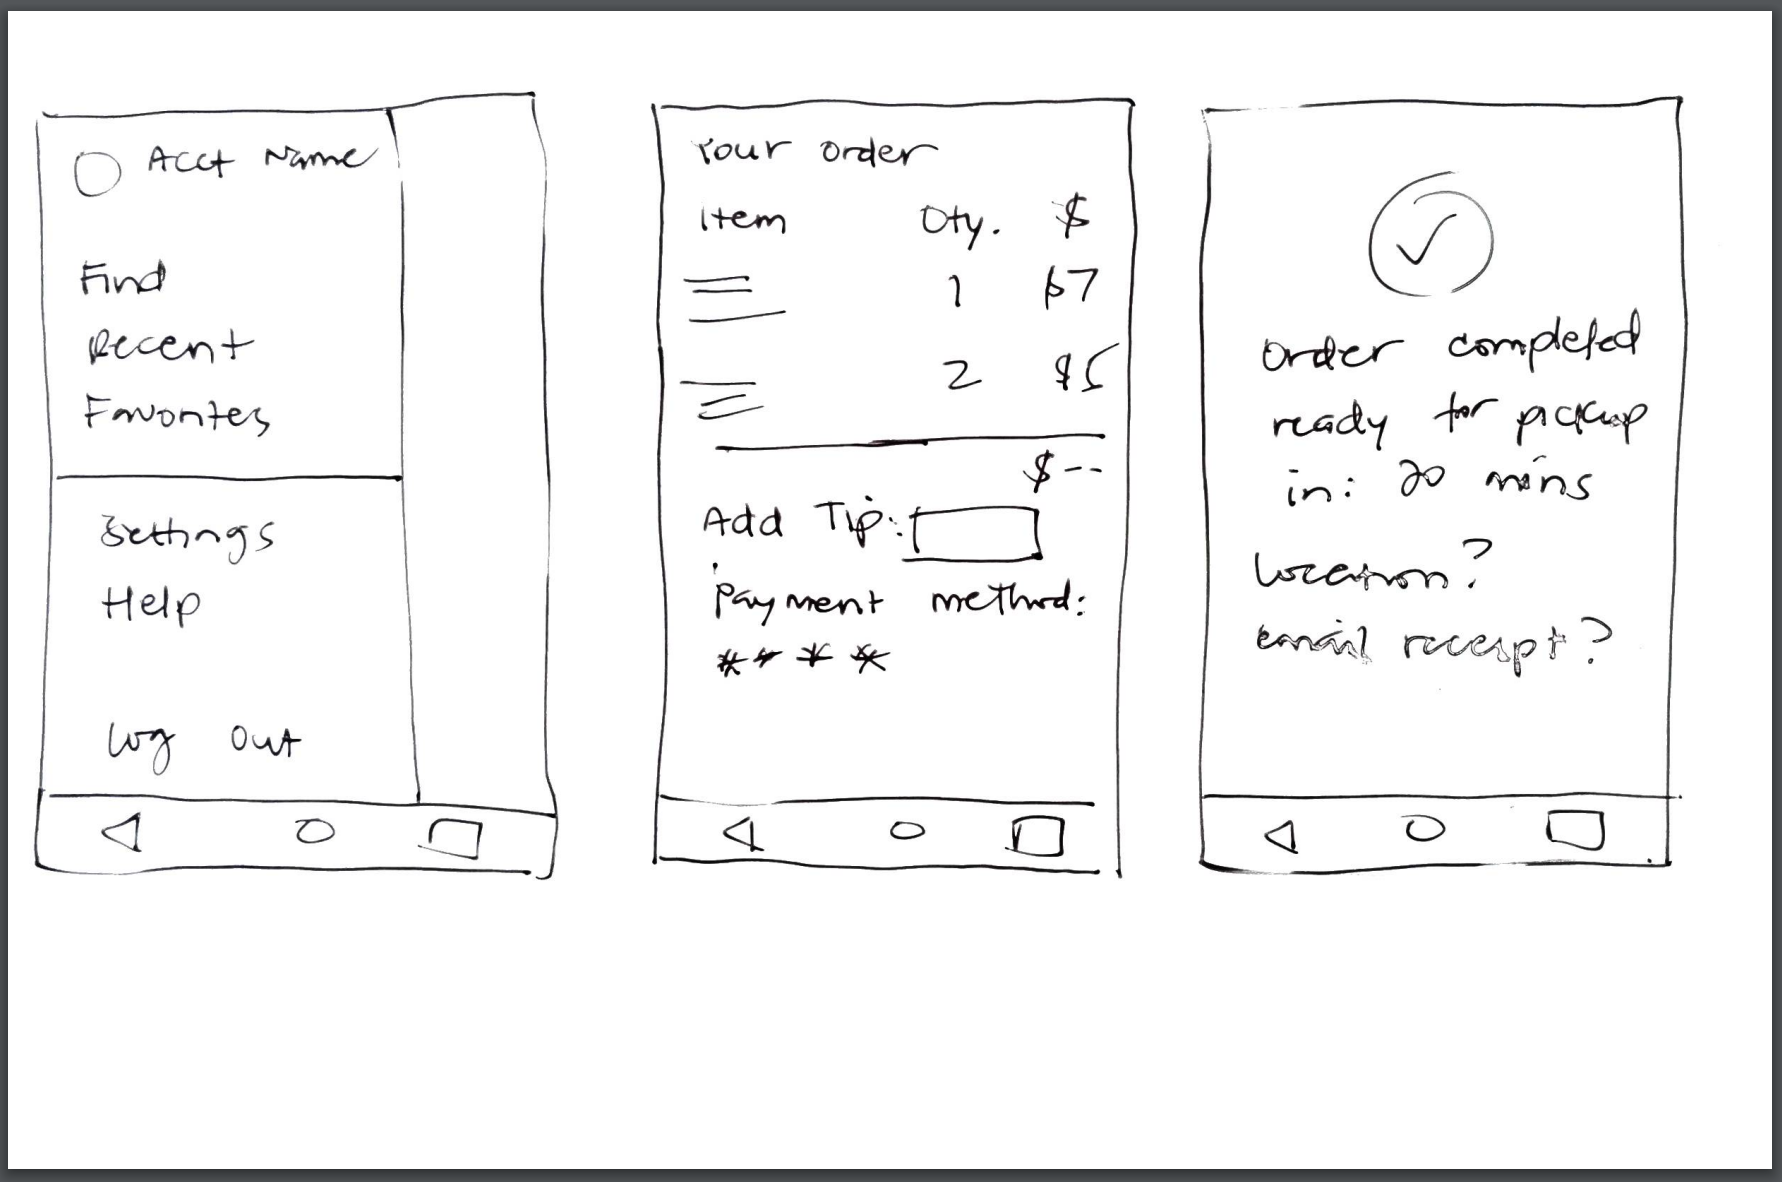 Acct Name
Find
Recent
Favorites
Settings
Help
Log Out
Your order
Item Qty. $
1 $7
2 $5
$--
Add Tip:
Payment method:
****
Order completed
ready for pickup
in: 20 mins
Location?
email receipt?